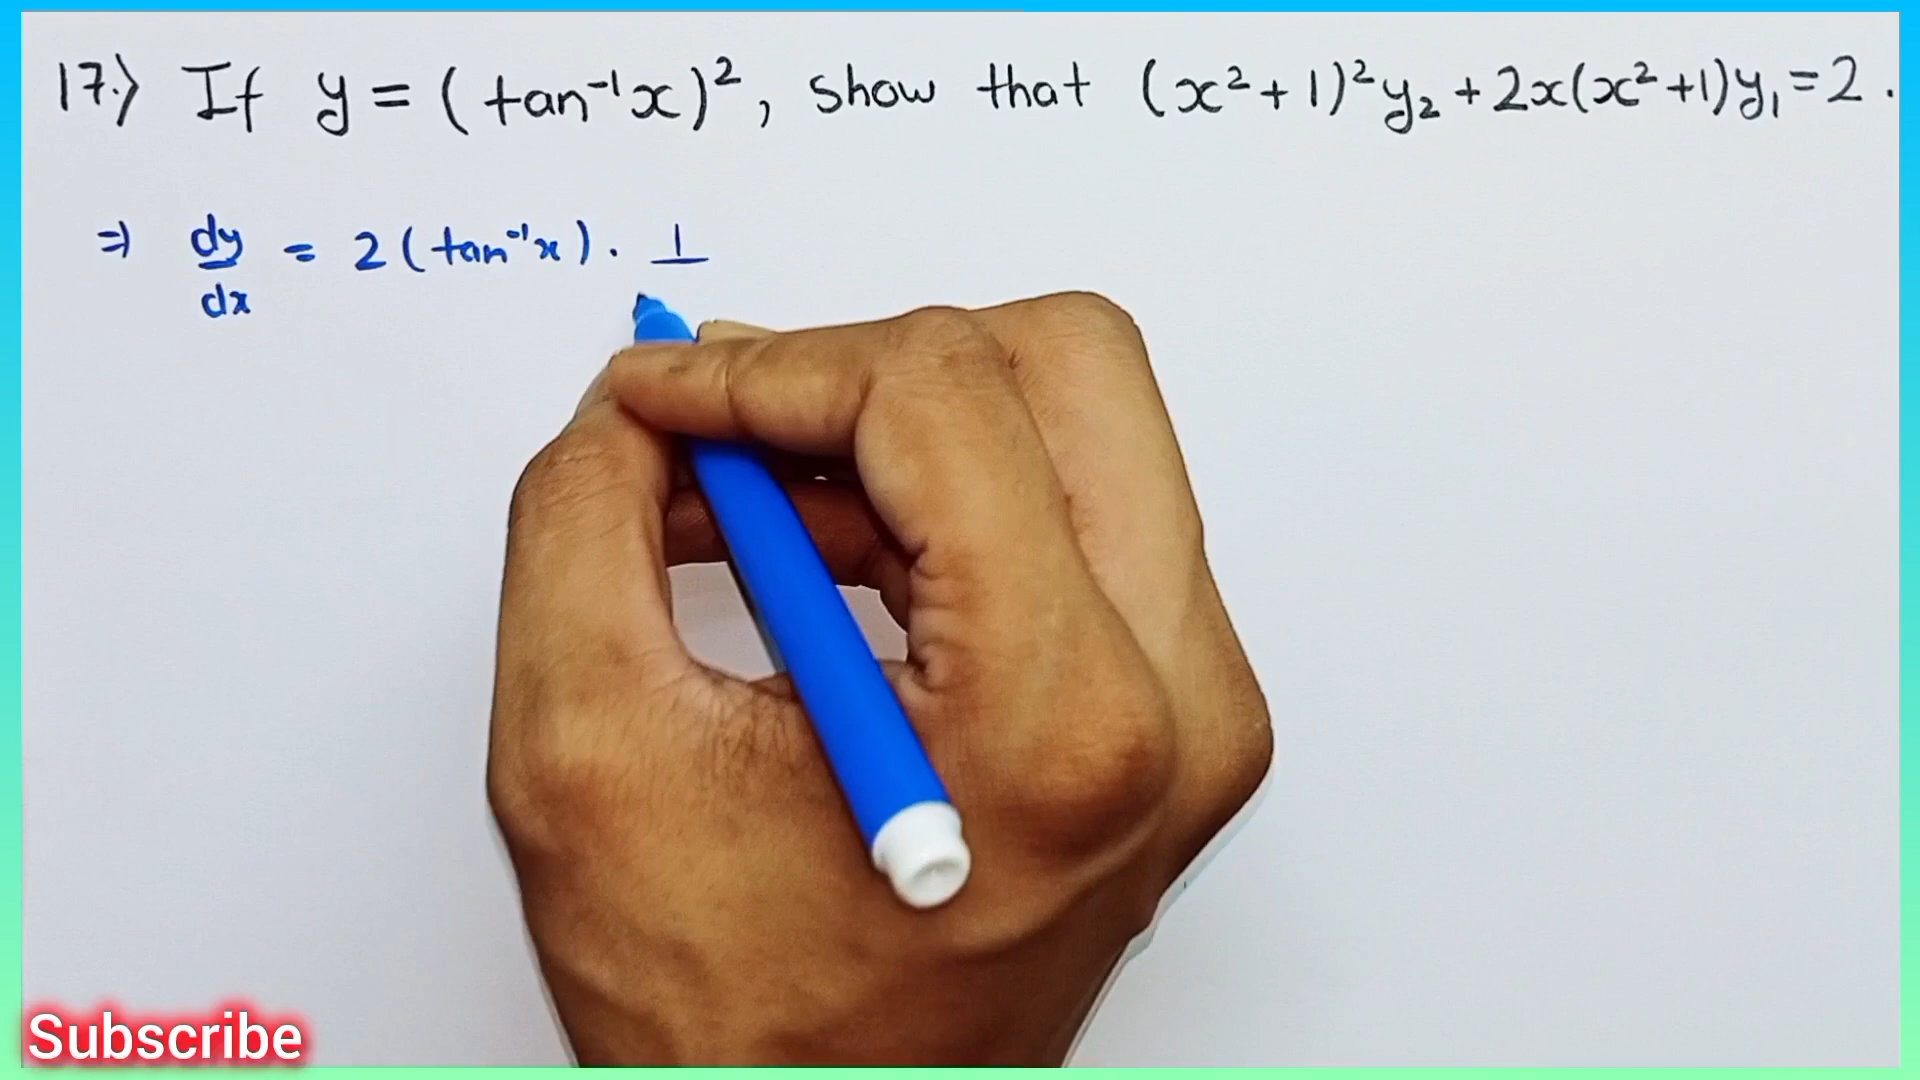 17.) If y = (tan⁻¹x)², show that (x²+1)²y₂ + 2x(x²+1)y₁ = 2.
⇒ dy/dx = 2(tan⁻¹x) · 1
Subscribe